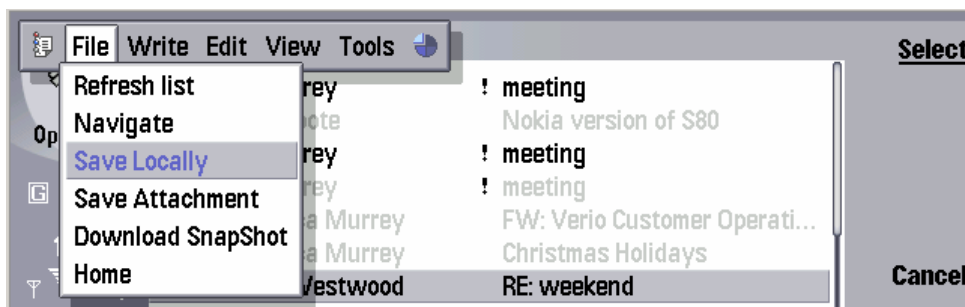 File Write Edit View Tools
Select
Refresh list
Navigate
Save Locally
Save Attachment
Download SnapShot
Home
Op
G
rey ! meeting
ote Nokia version of S80
rey ! meeting
rey ! meeting
a Murrey FW: Verio Customer Operati...
a Murrey Christmas Holidays
Westwood RE: weekend
Cancel